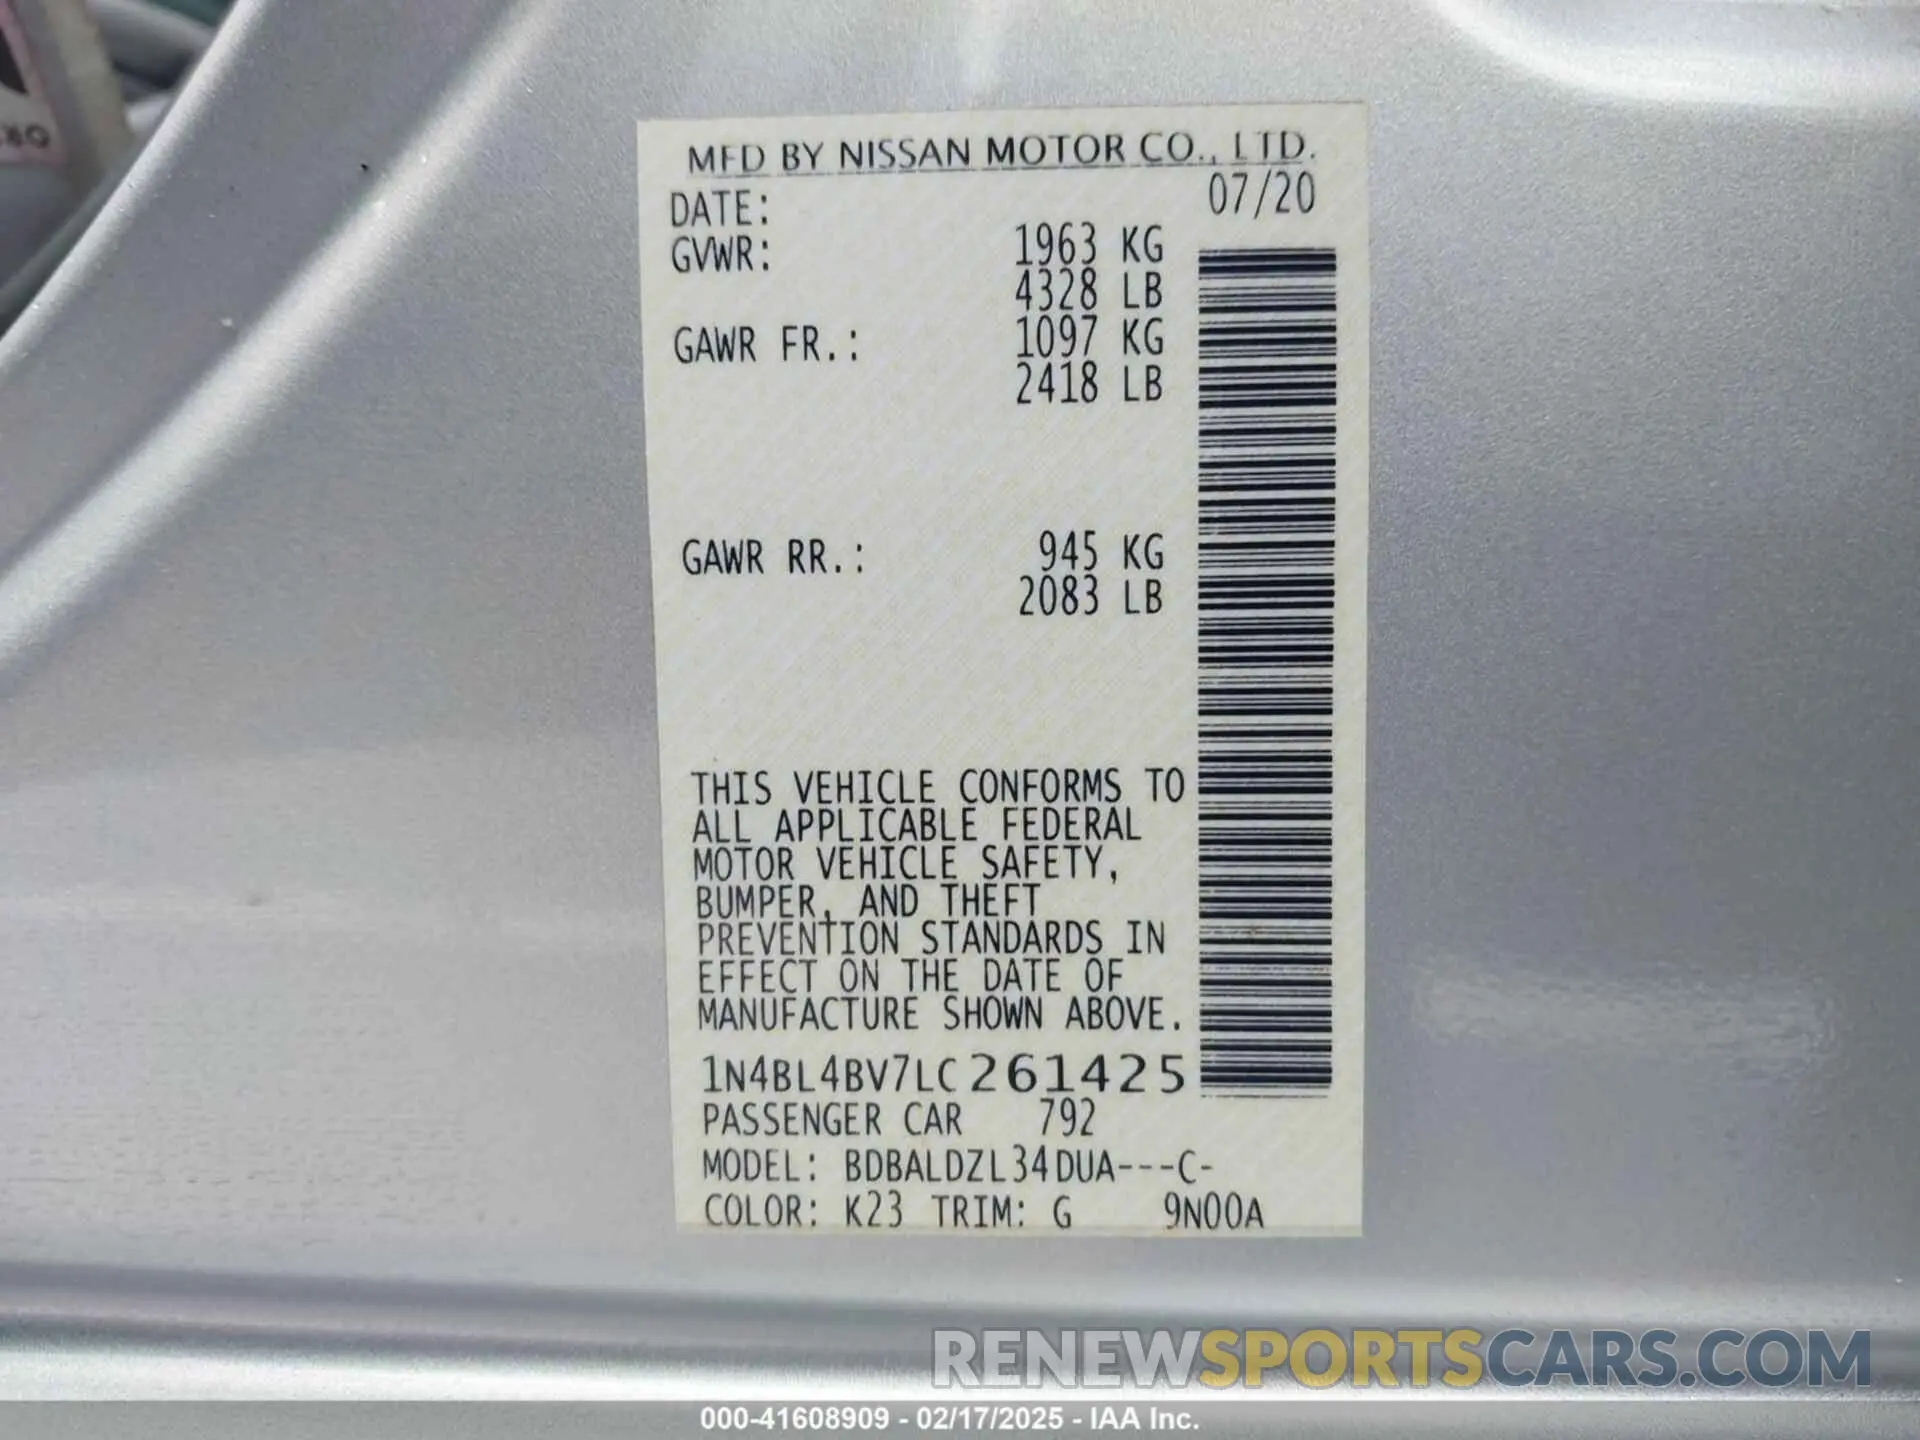 MFD BY NISSAN MOTOR CO., LTD.
DATE: 07/20
GVWR: 1963 KG
4328 LB
GAWR FR.: 1097 KG
2418 LB
GAWR RR.: 945 KG
2083 LB
THIS VEHICLE CONFORMS TO
ALL APPLICABLE FEDERAL
MOTOR VEHICLE SAFETY,
BUMPER, AND THEFT
PREVENTION STANDARDS IN
EFFECT ON THE DATE OF
MANUFACTURE SHOWN ABOVE.
1N4BL4BV7LC261425
PASSENGER CAR 792
MODEL: BDBALDZL34DUA---C-
COLOR: K23 TRIM: G 9N00A
RENEWSPORTSCARS.COM
000-41608909 - 02/17/2025 - IAA Inc.